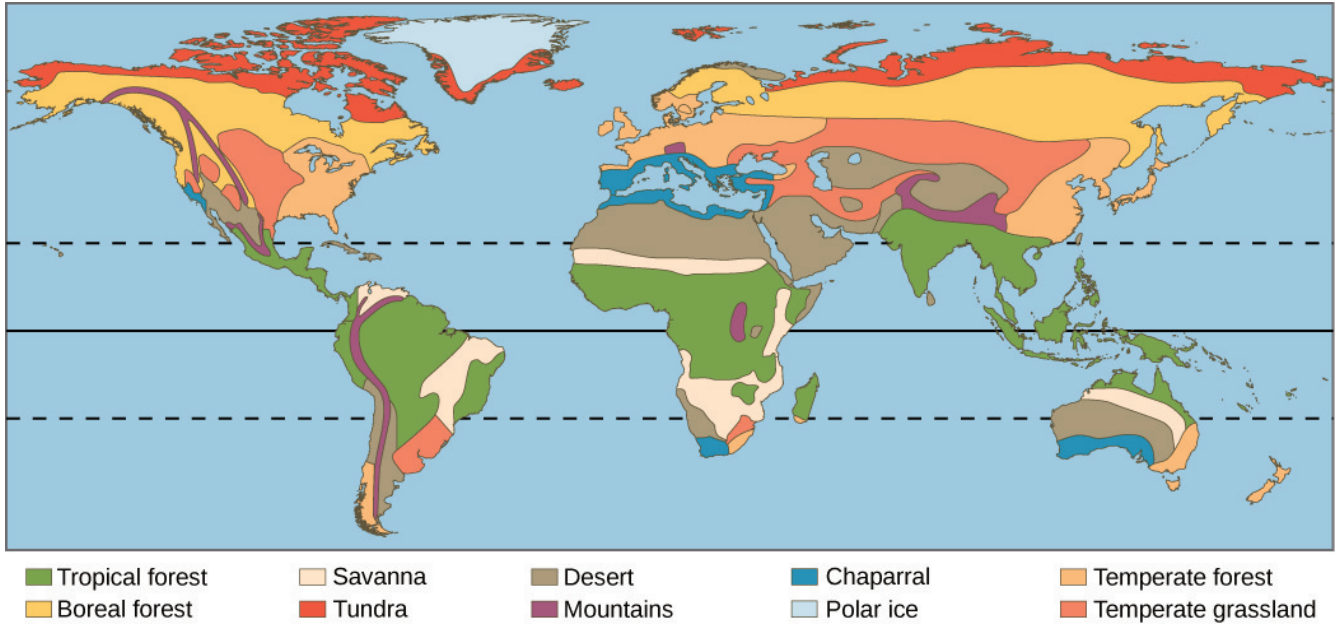 Tropical forest
Savanna
Desert
Chaparral
Temperate forest
Boreal forest
Tundra
Mountains
Polar ice
Temperate grassland